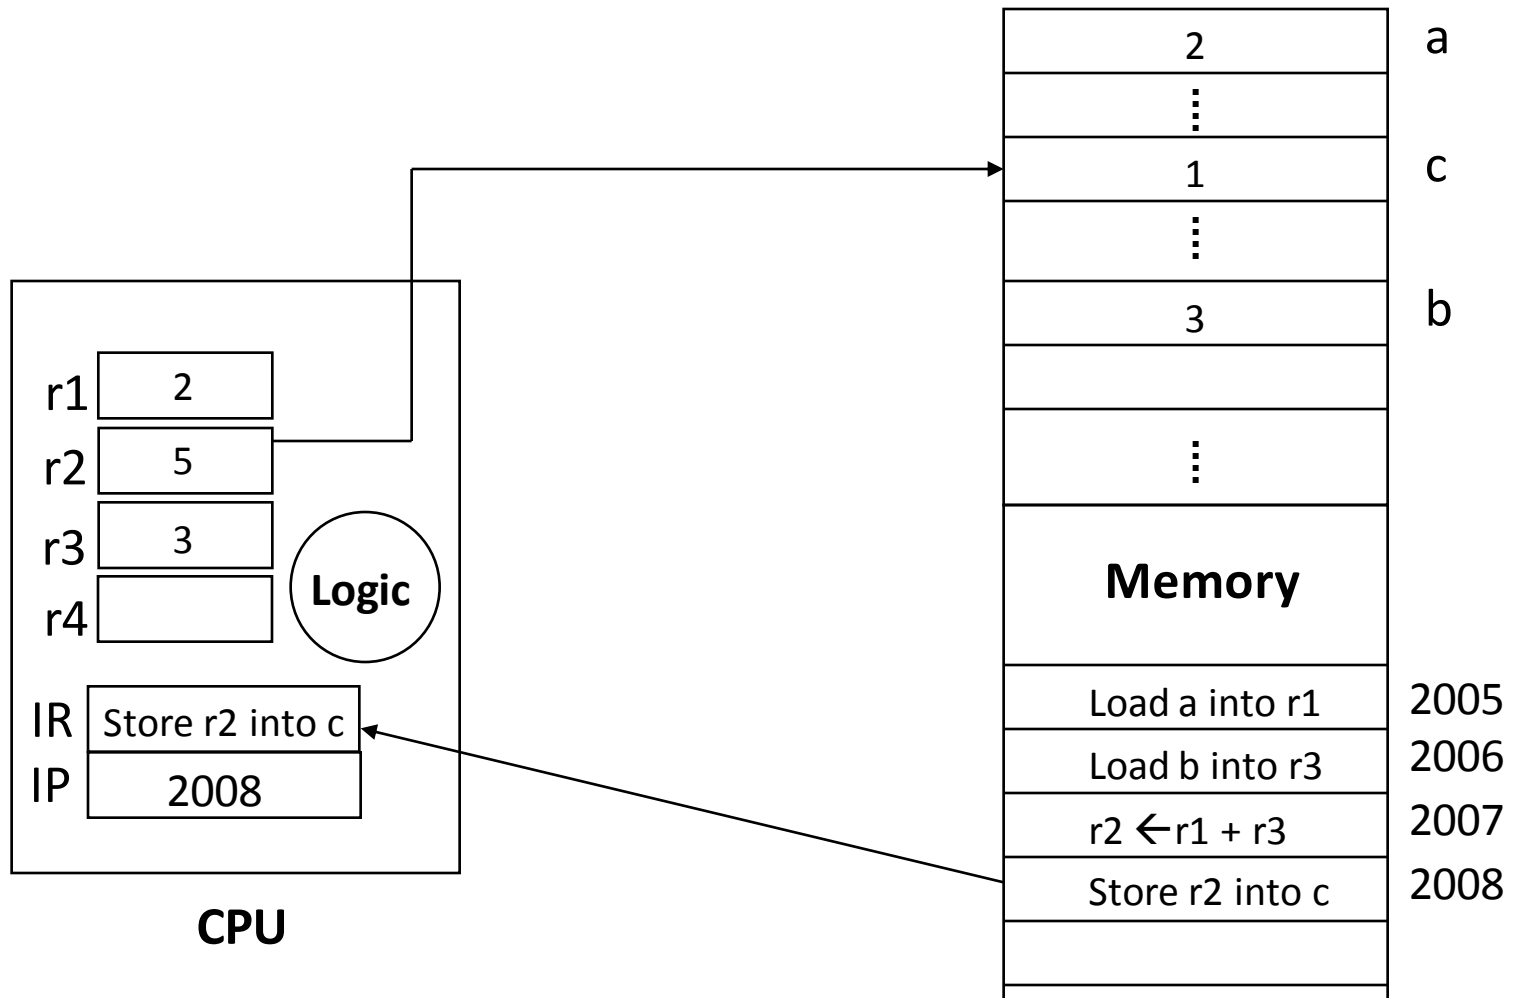 2 a
1 c
3 b
r1 2
r2 5
r3 3
r4
Logic
IR Store r2 into c
IP 2008
CPU
Memory
Load a into r1 2005
Load b into r3 2006
r2 ←r1 + r3 2007
Store r2 into c 2008